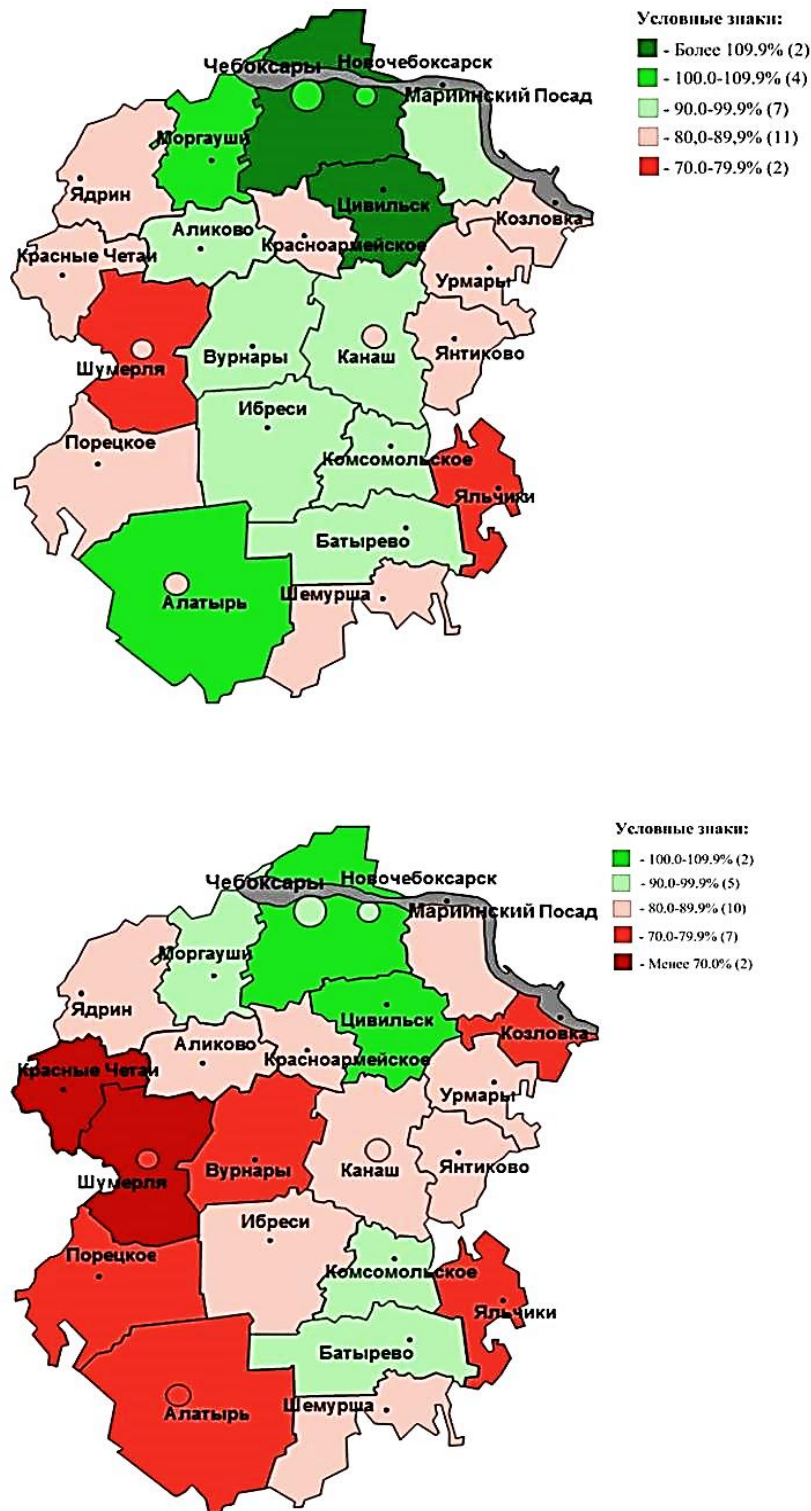 Условные знаки:
- Более 109.9% (2)
- 100.0-109.9% (4)
- 90.0-99.9% (7)
- 80,0-89,9% (11)
- 70.0-79.9% (2)
Чебоксары
Новочебоксарск
Мариинский Посад
Моргауши
Ядрин
Цивильск
Козловка
Аликово
Красноармейское
Красные Четаи
Урмары
Шумерля
Вурнары
Канаш
Янтиково
Ибреси
Порецкое
Комсомольское
Яльчики
Батырево
Алатырь
Шемурша
Условные знаки:
- 100.0-109.9% (2)
- 90.0-99.9% (5)
- 80.0-89.9% (10)
- 70.0-79.9% (7)
- Менее 70.0% (2)
Чебоксары
Новочебоксарск
Мариинский Посад
Моргауши
Ядрин
Цивильск
Козловка
Аликово
Красноармейское
Красные Четаи
Урмары
Шумерля
Вурнары
Канаш
Янтиково
Ибреси
Порецкое
Комсомольское
Яльчики
Батырево
Алатырь
Шемурша